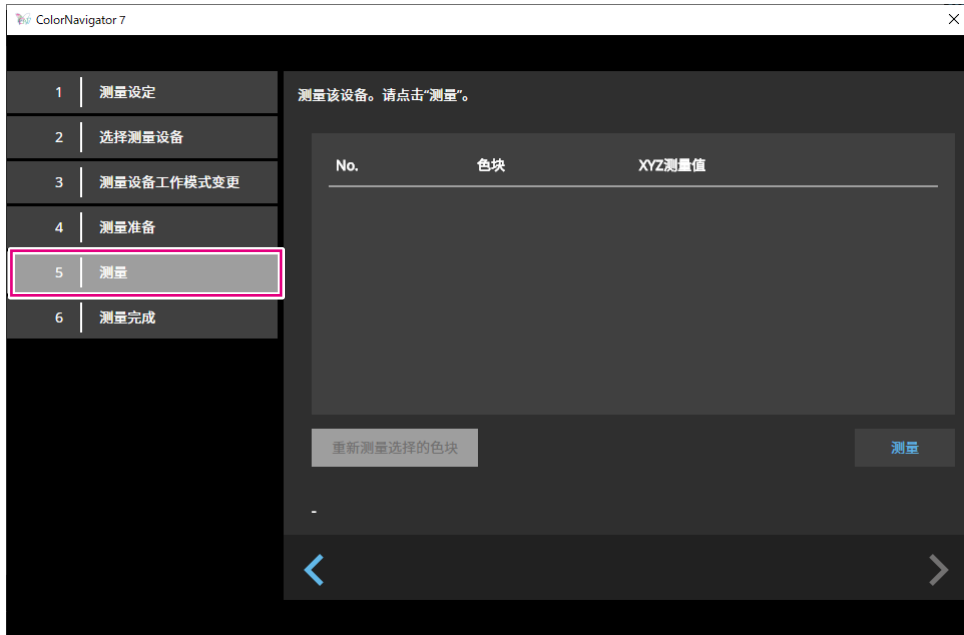 ColorNavigator 7
1 测量设定
2 选择测量设备
3 测量设备工作模式变更
4 测量准备
5 测量
6 测量完成
测量该设备。请点击“测量”。
No. 色块 XYZ测量值
重新测量选择的色块 测量
-